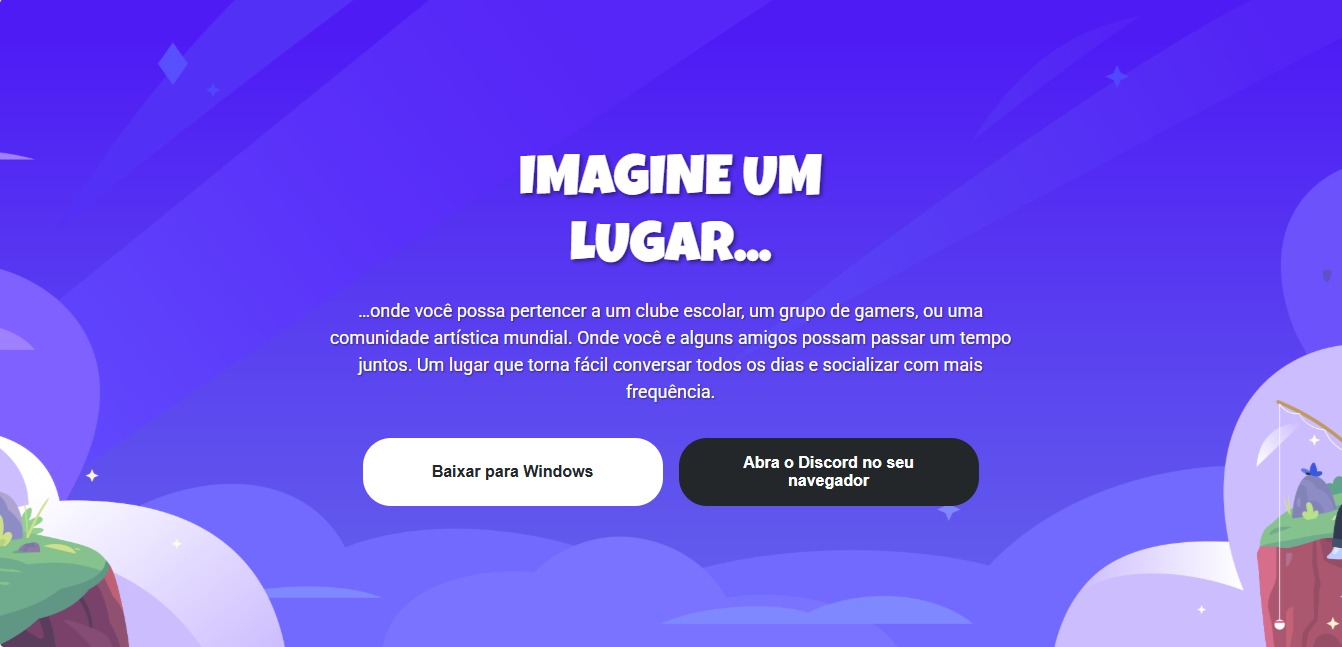 IMAGINE UM
LUGAR...
...onde você possa pertencer a um clube escolar, um grupo de gamers, ou uma
comunidade artística mundial. Onde você e alguns amigos possam passar um tempo
juntos. Um lugar que torna fácil conversar todos os dias e socializar com mais
frequência.
Baixar para Windows
Abra o Discord no seu
navegador